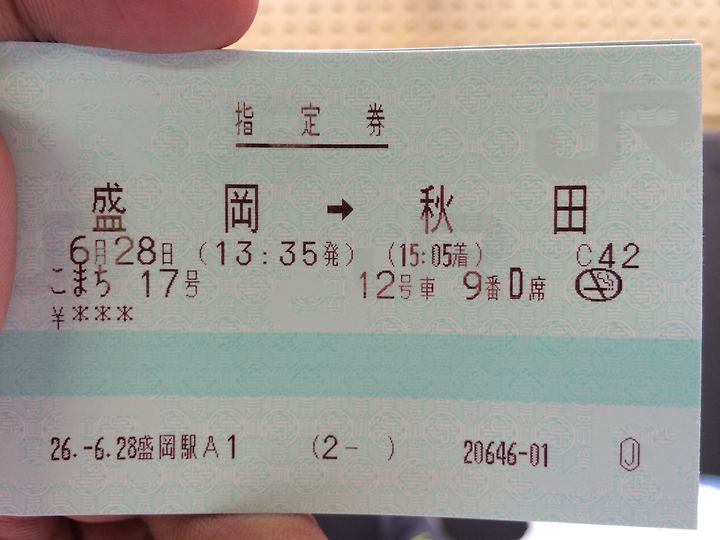 指定券
盛岡 → 秋田
6月28日 (13:35発) (15:05着) C42
こまち 17号 12号車 9番D席
¥***
26.-6.28盛岡駅A1 (2- ) 20646-01 J
JR